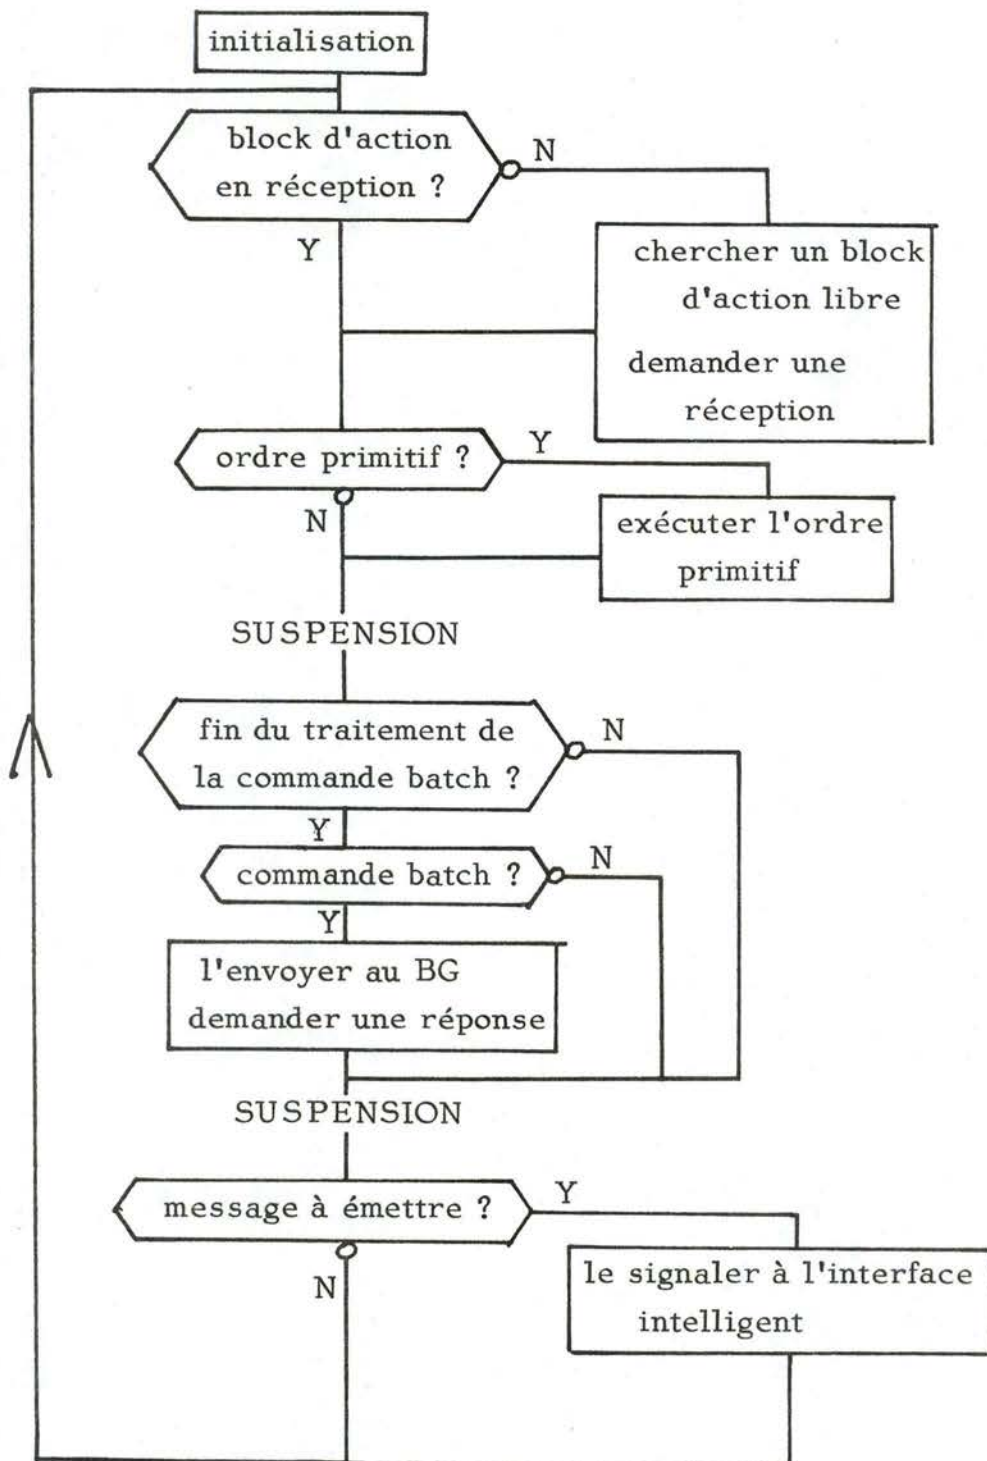 initialisation
block d'action
en réception ?
N
Y
chercher un block
d'action libre
demander une
réception
ordre primitif ?
Y
N
exécuter l'ordre
primitif
SUSPENSION
fin du traitement de
la commande batch ?
N
Y
commande batch ?
N
Y
l'envoyer au BG
demander une réponse
SUSPENSION
message à émettre ?
Y
N
le signaler à l'interface
intelligent